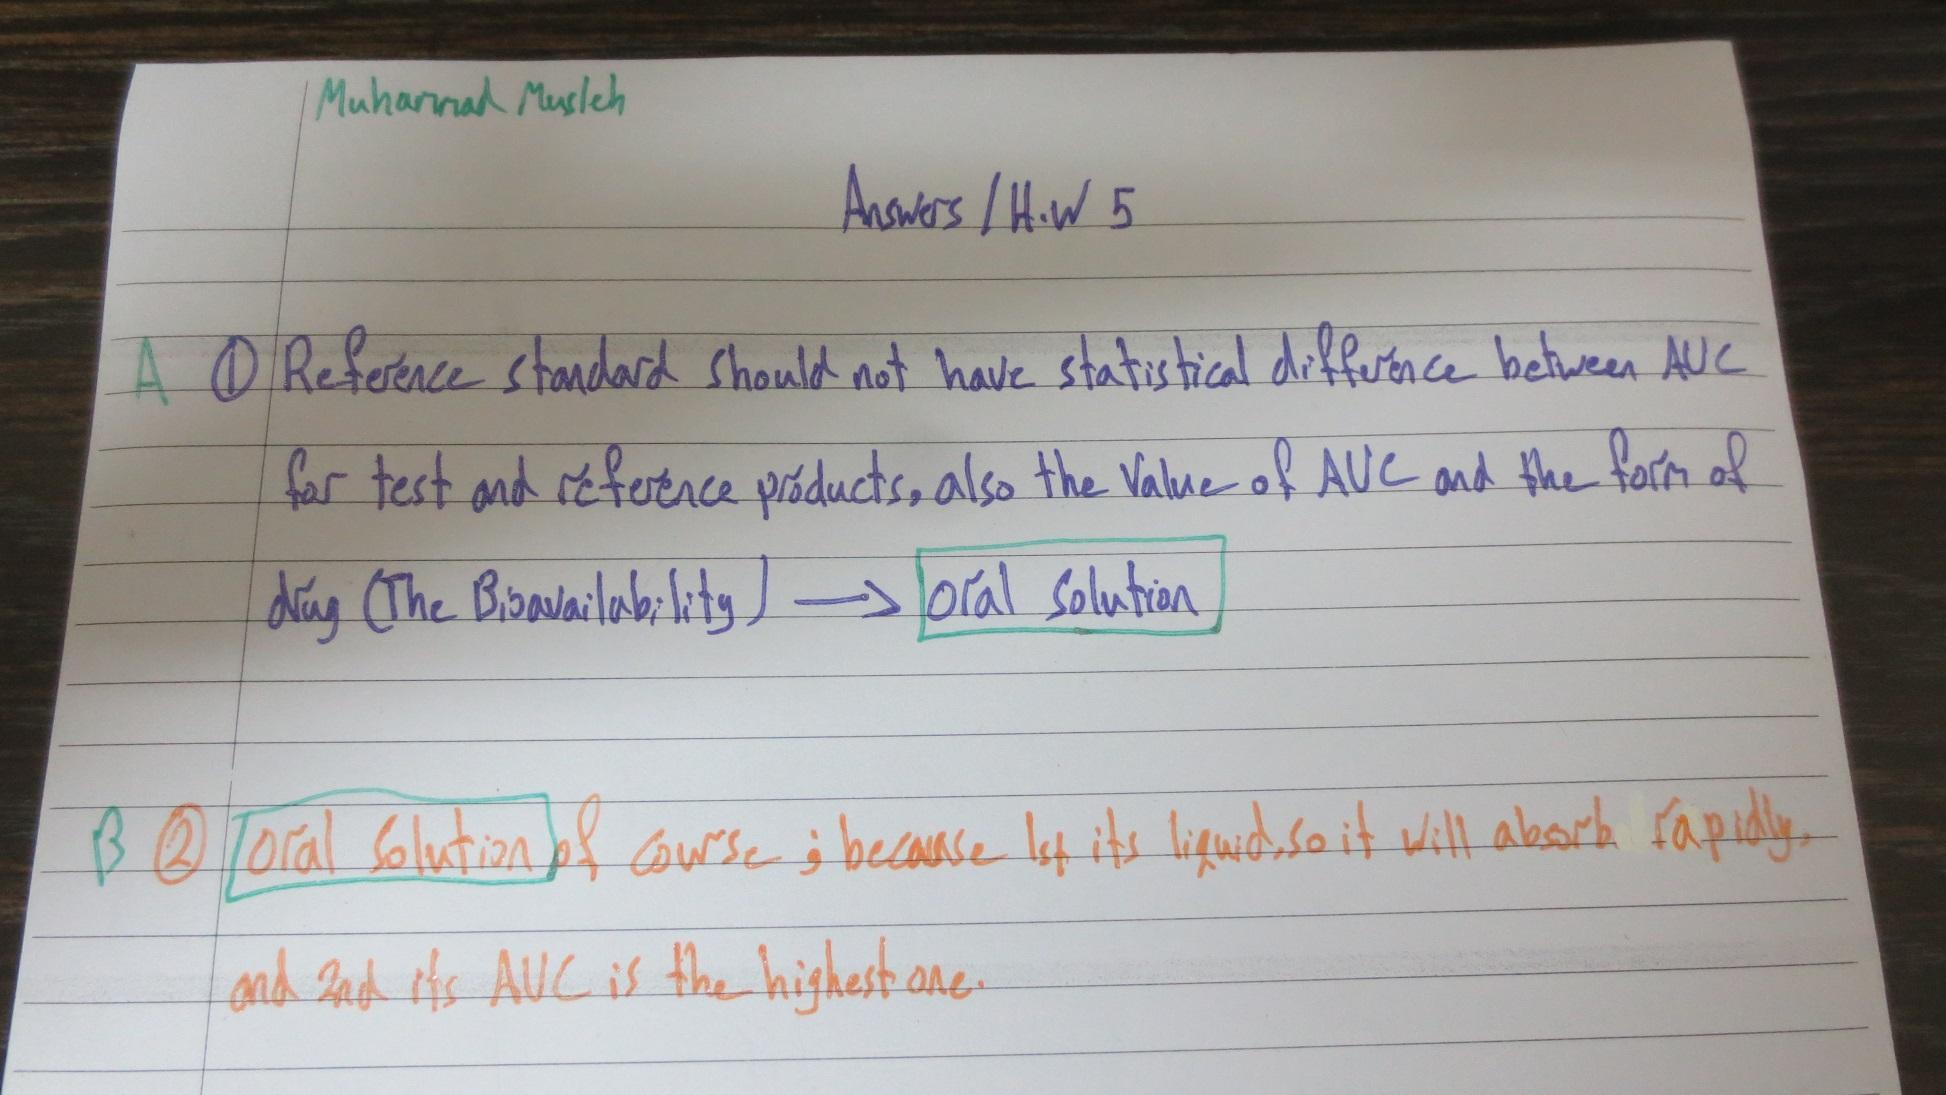 Muhammad Musleh
Answers / H.W 5
A ① Reference standard should not have statistical difference between AUC
for test and reference products, also the Value of AUC and the form of
drug (The Bioavailability) → oral solution
B ② oral solution of course ; because 1st its liquid, so it will absorb rapidly,
and 2nd its AUC is the highest one.